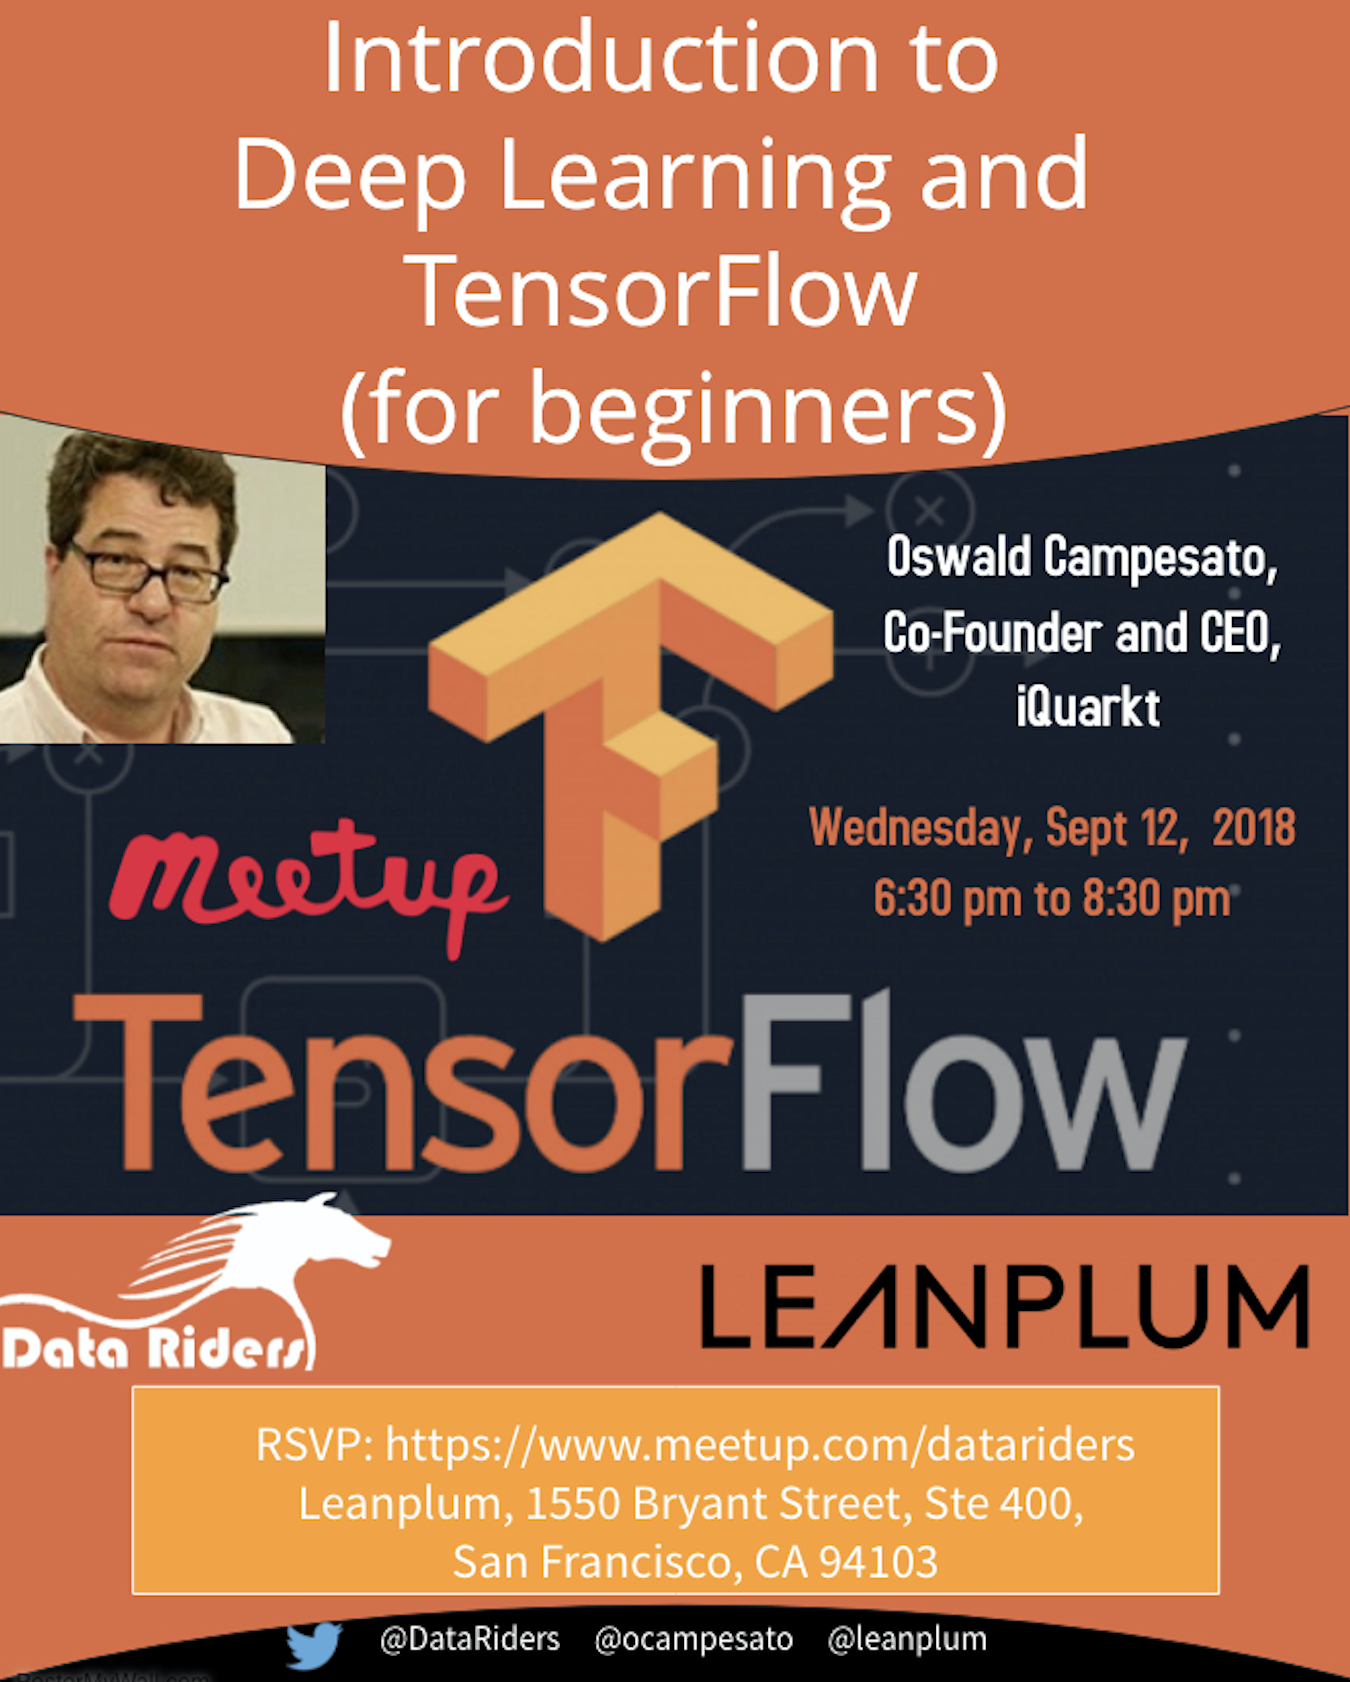 Introduction to
Deep Learning and
TensorFlow
(for beginners)
Oswald Campesato,
Co-Founder and CEO,
iQuarkt
Wednesday, Sept 12, 2018
6:30 pm to 8:30 pm
meetup
TensorFlow
Data Riders
LEANPLUM
RSVP: https://www.meetup.com/datariders
Leanplum, 1550 Bryant Street, Ste 400,
San Francisco, CA 94103
@DataRiders @ocampesato @leanplum
PosterMyWall.com